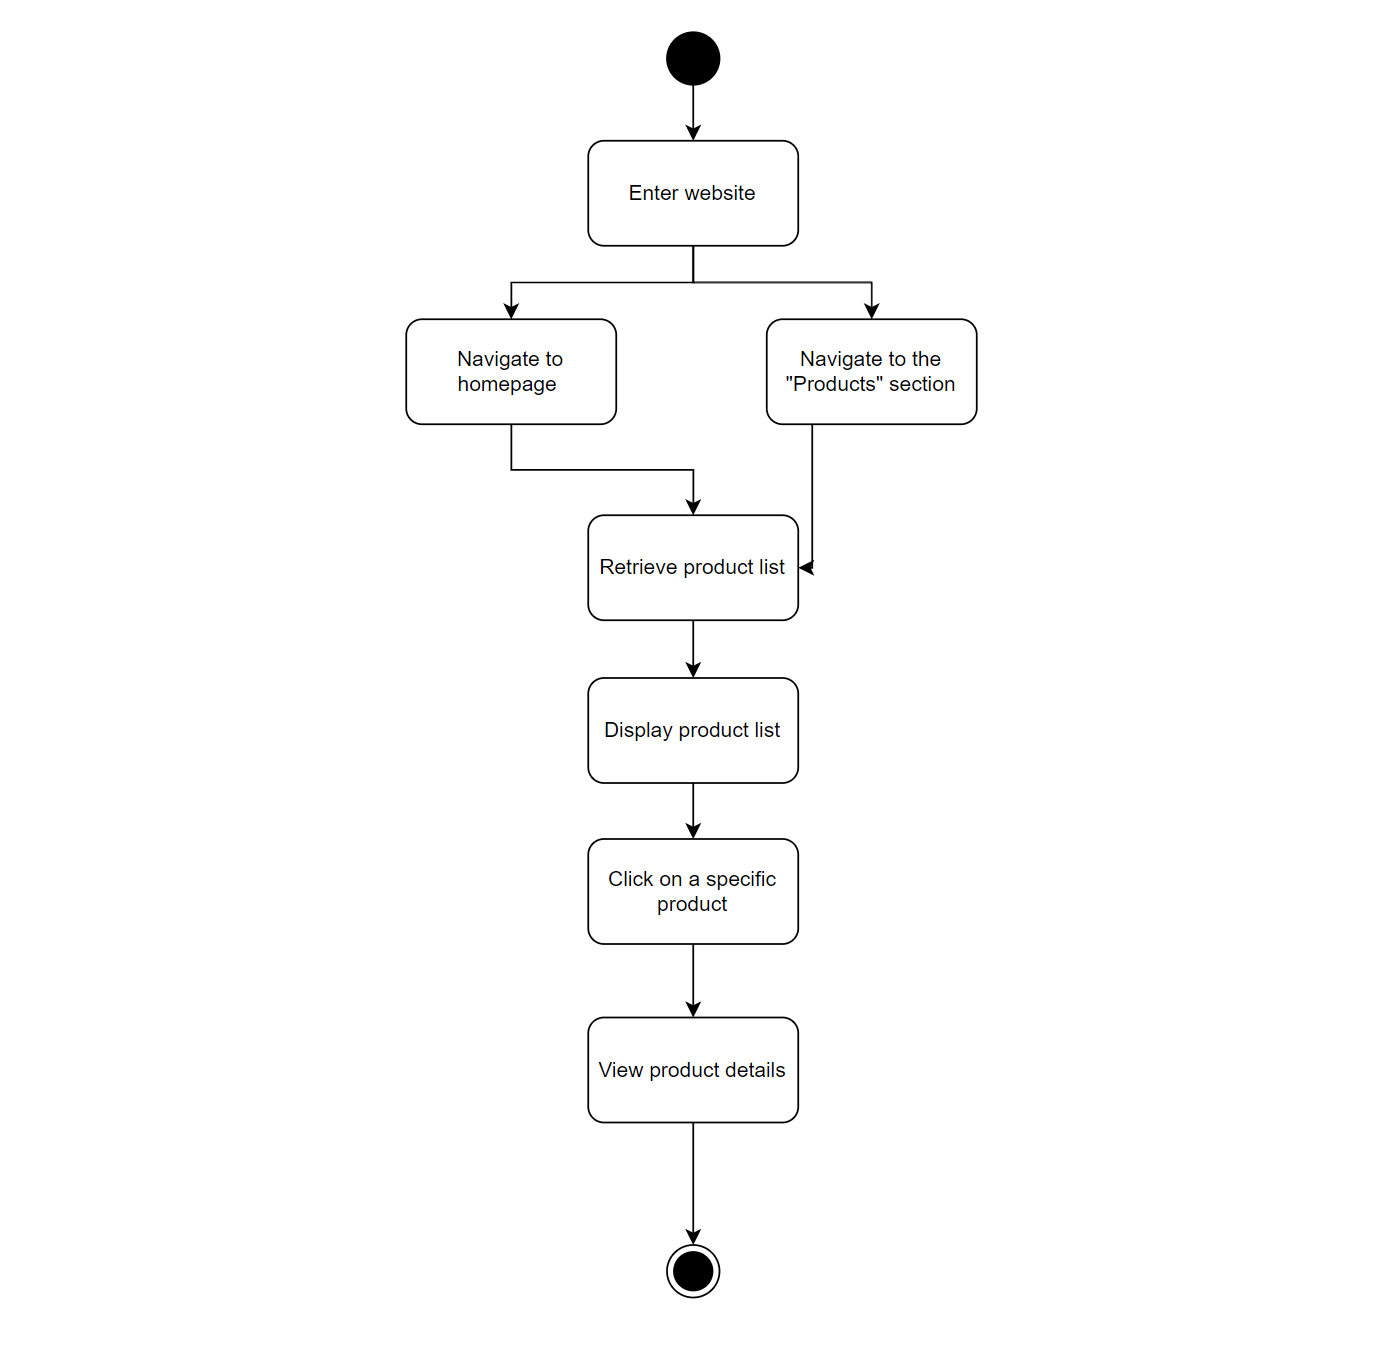 Enter website
Navigate to
homepage
Navigate to the
"Products" section
Retrieve product list
Display product list
Click on a specific
product
View product details